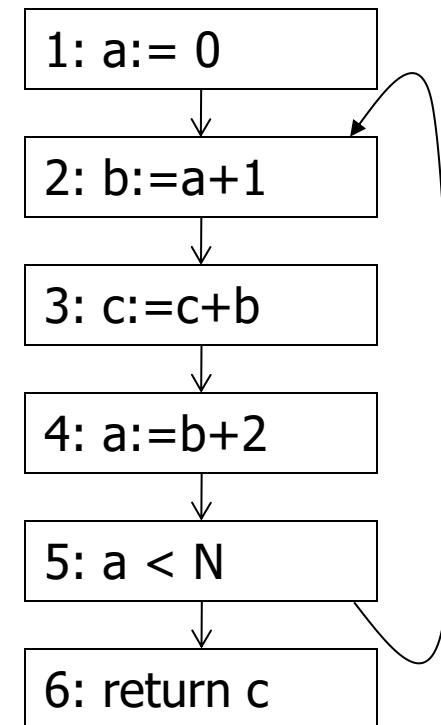 1: a:= 0
2: b:=a+1
3: c:=c+b
4: a:=b+2
5: a < N
6: return c